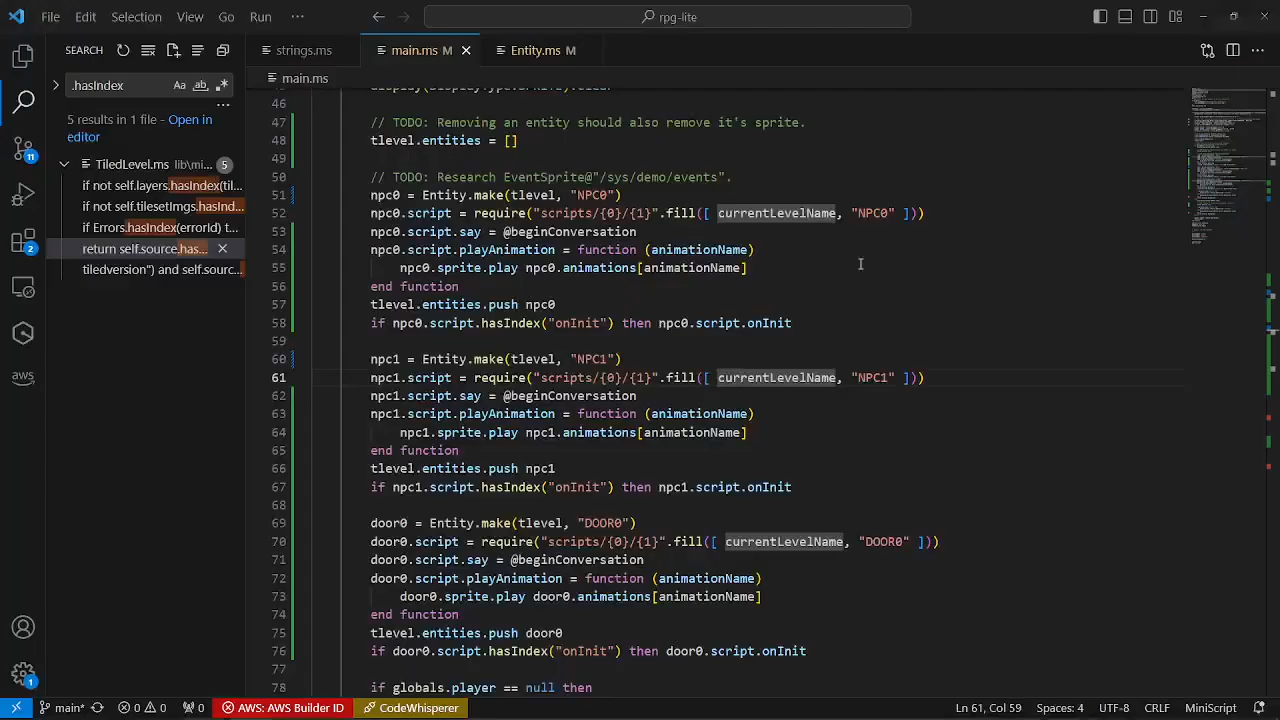 File Edit Selection View Go Run ··· rpg-lite
SEARCH
strings.ms main.ms M Entity.ms M
.hasIndex Aa ab
main.ms
5 results in 1 file - Open in
editor
TiledLevel.ms lib\mi... 5
if not self.layers.hasIndex(til...
if not self.tilesetImgs.hasInd...
if Errors.hasIndex(errorId) t...
return self.source.has...
tiledversion") and self.sourc...
46
47 // TODO: Removing an entity should also remove it's sprite.
48 tlevel.entities = []
49
50 // TODO: Research EventSprite@"/sys/demo/events".
51 npc0 = Entity.make(tlevel, "NPC0")
52 npc0.script = require("scripts/{0}/{1}".fill([ currentLevelName, "NPC0" ]))
53 npc0.script.say = @beginConversation
54 npc0.script.playAnimation = function (animationName)
55 npc0.sprite.play npc0.animations[animationName]
56 end function
57 tlevel.entities.push npc0
58 if npc0.script.hasIndex("onInit") then npc0.script.onInit
59
60 npc1 = Entity.make(tlevel, "NPC1")
61 npc1.script = require("scripts/{0}/{1}".fill([ currentLevelName, "NPC1" ]))
62 npc1.script.say = @beginConversation
63 npc1.script.playAnimation = function (animationName)
64 npc1.sprite.play npc1.animations[animationName]
65 end function
66 tlevel.entities.push npc1
67 if npc1.script.hasIndex("onInit") then npc1.script.onInit
68
69 door0 = Entity.make(tlevel, "DOOR0")
70 door0.script = require("scripts/{0}/{1}".fill([ currentLevelName, "DOOR0" ]))
71 door0.script.say = @beginConversation
72 door0.script.playAnimation = function (animationName)
73 door0.sprite.play door0.animations[animationName]
74 end function
75 tlevel.entities.push door0
76 if door0.script.hasIndex("onInit") then door0.script.onInit
77
78 if globals.player == null then
11
2
aws
1
main* 0 0 0 AWS: AWS Builder ID CodeWhisperer Ln 61, Col 59 Spaces: 4 UTF-8 CRLF MiniScript